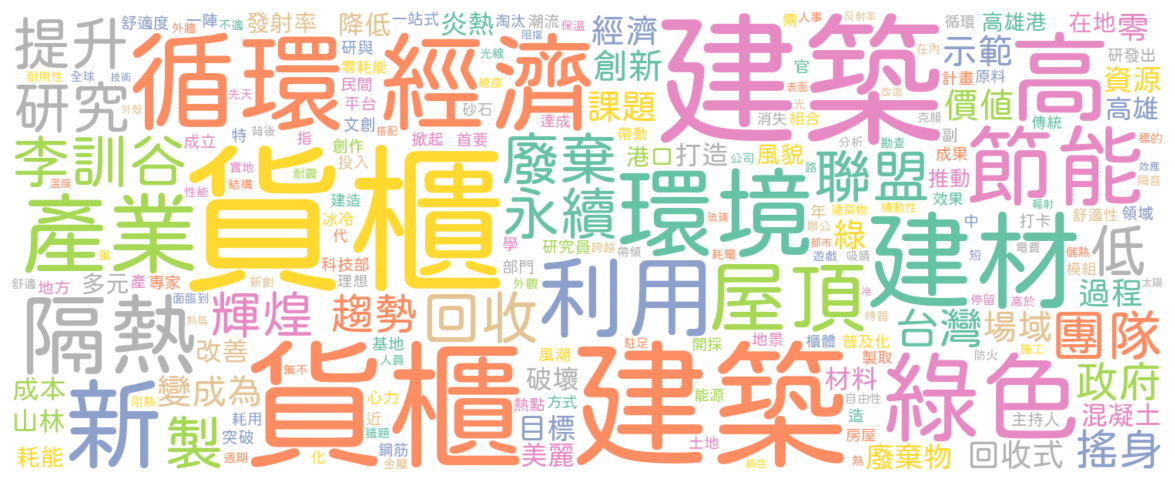 提升
舒適度
一陣
不適
外牆
發射率
降低
一站式
炎熱
淘汰
潮流
阻擋
保溫
經濟
需
人事
反射率
循環
高雄港
在地
零
循環
經濟
建築
高
耐用性
全球
技術
研究
外殼
先天
研與
零耗能
民間
平台
文創
搭配
光線
總部
砂石
達成
創新
課題
帶動
官
表面
光
改造
消失
組合
克服
在內
示範
計畫
原料
價值
傳統
研發出
資源
高雄
李訓谷
溫度
成立
特
背後
指
掀起
首要
創作
投入
實地
結構
耐震
性能
廢棄
港口
打造
公司
風貌
路
分析
勘查
副
成果
聯盟
推動
節能
標的
效應
隔音
輻射
產業
貨櫃
建造
冰冷
代
永續
環境
玻璃
年
建築物
機動性
辦公
綠
都市
遊戲
吸睛
效果
中
短
打卡
電費
舒適性
領域
儲熱
模組
低
太陽
建材
風
舒適
地方
多元
產
專家
新創
科技部
理想
學
研究員
跨越
帶領
部門
外觀
耗電
冷
特質
停留
高於
過程
面臨到
熱島
隔熱
輝煌
趨勢
回收
利用
屋頂
台灣
場域
團隊
改善
無不
基地
人員
風潮
駐足
地景
開採
櫃體
普及化
製取
防火
施工
成本
山林
耗能
新
變成為
阻熱
製
耗用
突破
週期
貨櫃
建築
心力
近
議題
鋼筋
金屋
化
破壞
熱點
方式
目標
美麗
能源
土地
顏色
材料
自由性
造
房屋
熱
廢棄物
綠色
主持人
回收式
政府
混凝土
搖身